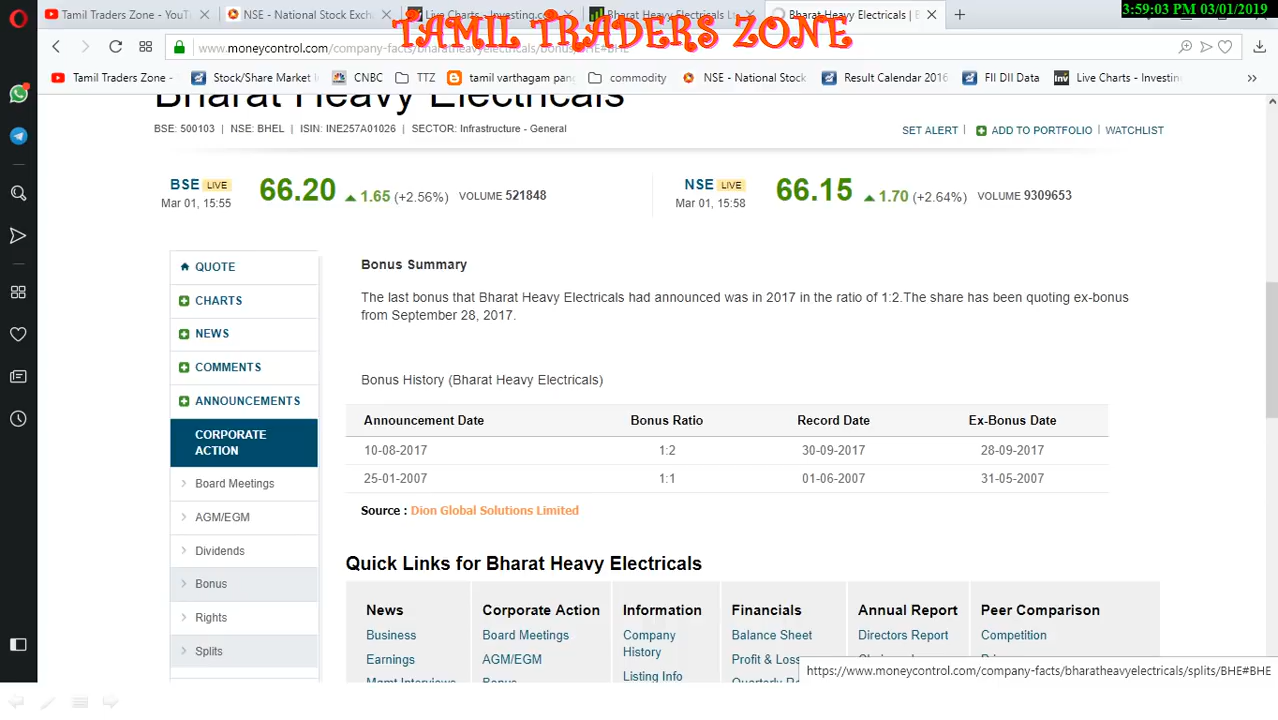 Tamil Traders Zone - YouT
NSE - National Stock Exch
Live Charts - Investing.co
Bharat Heavy Electricals L
Bharat Heavy Electricals | B
3:59:03 PM 03/01/2019
TAMIL TRADERS ZONE
www.moneycontrol.com/company-facts/bharatheavyelectricals/bonus/BHE#BHE
Tamil Traders Zone -
Stock/Share Market I
CNBC
TTZ
tamil varthagam pang
commodity
NSE - National Stock
Result Calendar 2016
FII DII Data
Live Charts - Investin
Bharat Heavy Electricals
BSE: 500103 | NSE: BHEL | ISIN: INE257A01026 | SECTOR: Infrastructure - General
SET ALERT | ADD TO PORTFOLIO | WATCHLIST
BSE LIVE 66.20 1.65 (+2.56%) VOLUME 521848
Mar 01, 15:55
NSE LIVE 66.15 1.70 (+2.64%) VOLUME 9309653
Mar 01, 15:58
QUOTE
CHARTS
NEWS
COMMENTS
ANNOUNCEMENTS
CORPORATE
ACTION
Board Meetings
AGM/EGM
Dividends
Bonus
Rights
Splits
Bonus Summary
The last bonus that Bharat Heavy Electricals had announced was in 2017 in the ratio of 1:2.The share has been quoting ex-bonus
from September 28, 2017.
Bonus History (Bharat Heavy Electricals)
Announcement Date Bonus Ratio Record Date Ex-Bonus Date
10-08-2017 1:2 30-09-2017 28-09-2017
25-01-2007 1:1 01-06-2007 31-05-2007
Source : Dion Global Solutions Limited
Quick Links for Bharat Heavy Electricals
News Corporate Action Information Financials Annual Report Peer Comparison
Business Board Meetings Company Balance Sheet Directors Report Competition
History
Earnings AGM/EGM Profit & Loss
Mgmt Interviews Bonus Listing Info
https://www.moneycontrol.com/company-facts/bharatheavyelectricals/splits/BHE#BHE